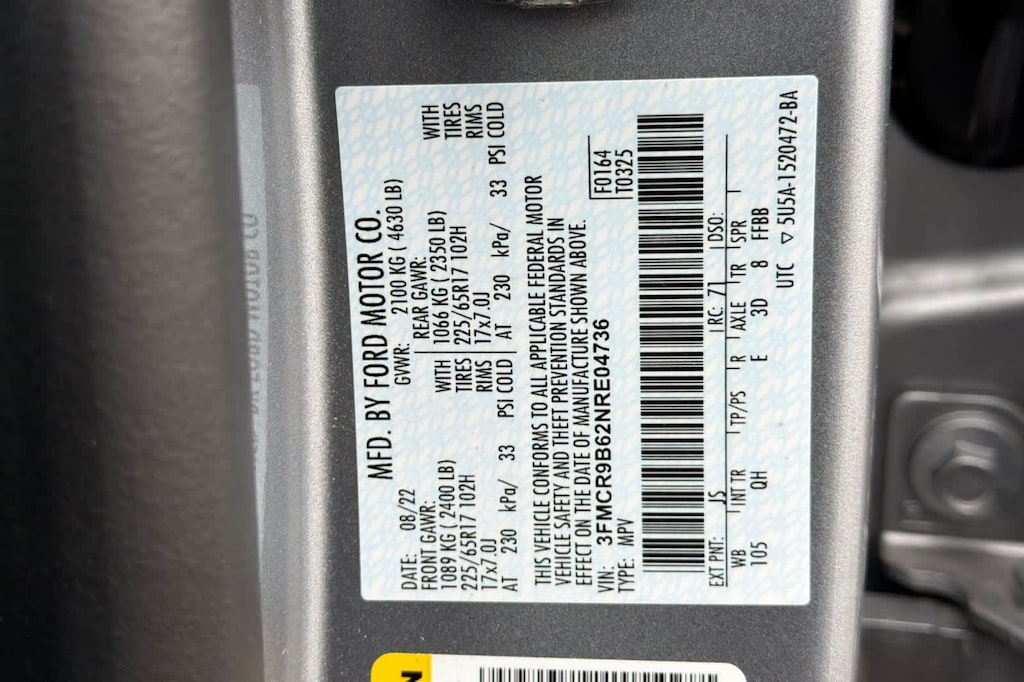 MFD. BY FORD MOTOR CO.
DATE: 08/22 GVWR: 2100 KG ( 4630 LB)
FRONT GAWR: REAR GAWR:
1089 KG ( 2400 LB) WITH 1066 KG ( 2350 LB) WITH
225/65R17 102H TIRES 225/65R17 102H TIRES
17x7.0J RIMS 17x7.0J RIMS
AT 230 kPa/ 33 PSI COLD AT 230 kPa/ 33 PSI COLD
THIS VEHICLE CONFORMS TO ALL APPLICABLE FEDERAL MOTOR
VEHICLE SAFETY AND THEFT PREVENTION STANDARDS IN
EFFECT ON THE DATE OF MANUFACTURE SHOWN ABOVE.
VIN: 3FMCR9B62NRE04736 F0164
TYPE: MPV T0325
EXT PNT: JS RC: 71 DSO:
WB INT TR TP/PS R AXLE TR SPR
105 QH E 3D 8 FFBB
UTC ▽ 5U5A-1520472-BA
N